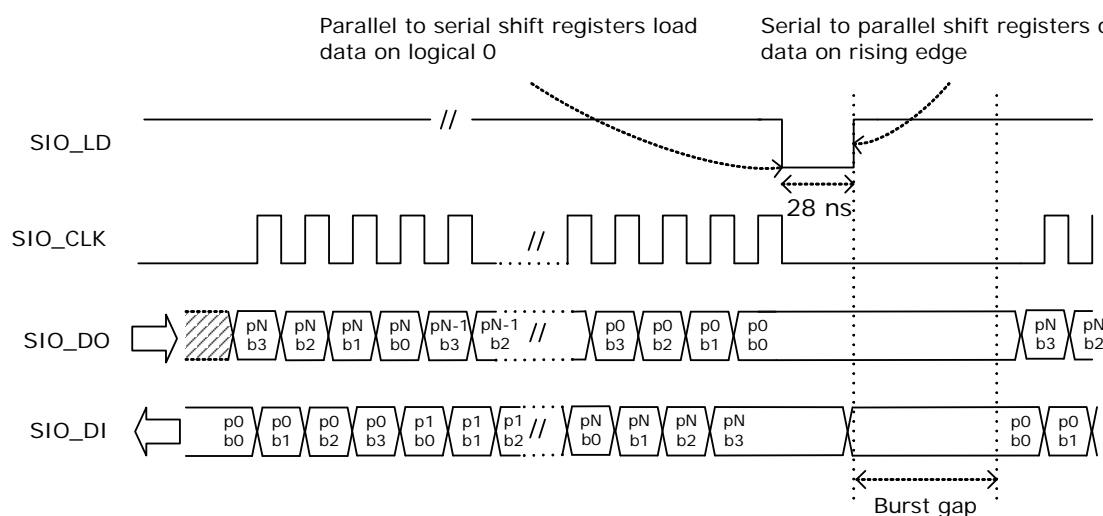 Parallel to serial shift registers load
data on logical 0
Serial to parallel shift registers
data on rising edge
SIO_LD
//
28 ns
SIO_CLK
//
SIO_DO
pN b3 pN b2 pN b1 pN b0 pN-1 b3 pN-1 b2 // p0 b3 p0 b2 p0 b1 p0 b0 pN b3 pN b2
SIO_DI
p0 b0 p0 b1 p0 b2 p0 b3 p1 b0 p1 b1 p1 b2 // pN b0 pN b1 pN b2 pN b3 p0 b0 p0 b1
Burst gap